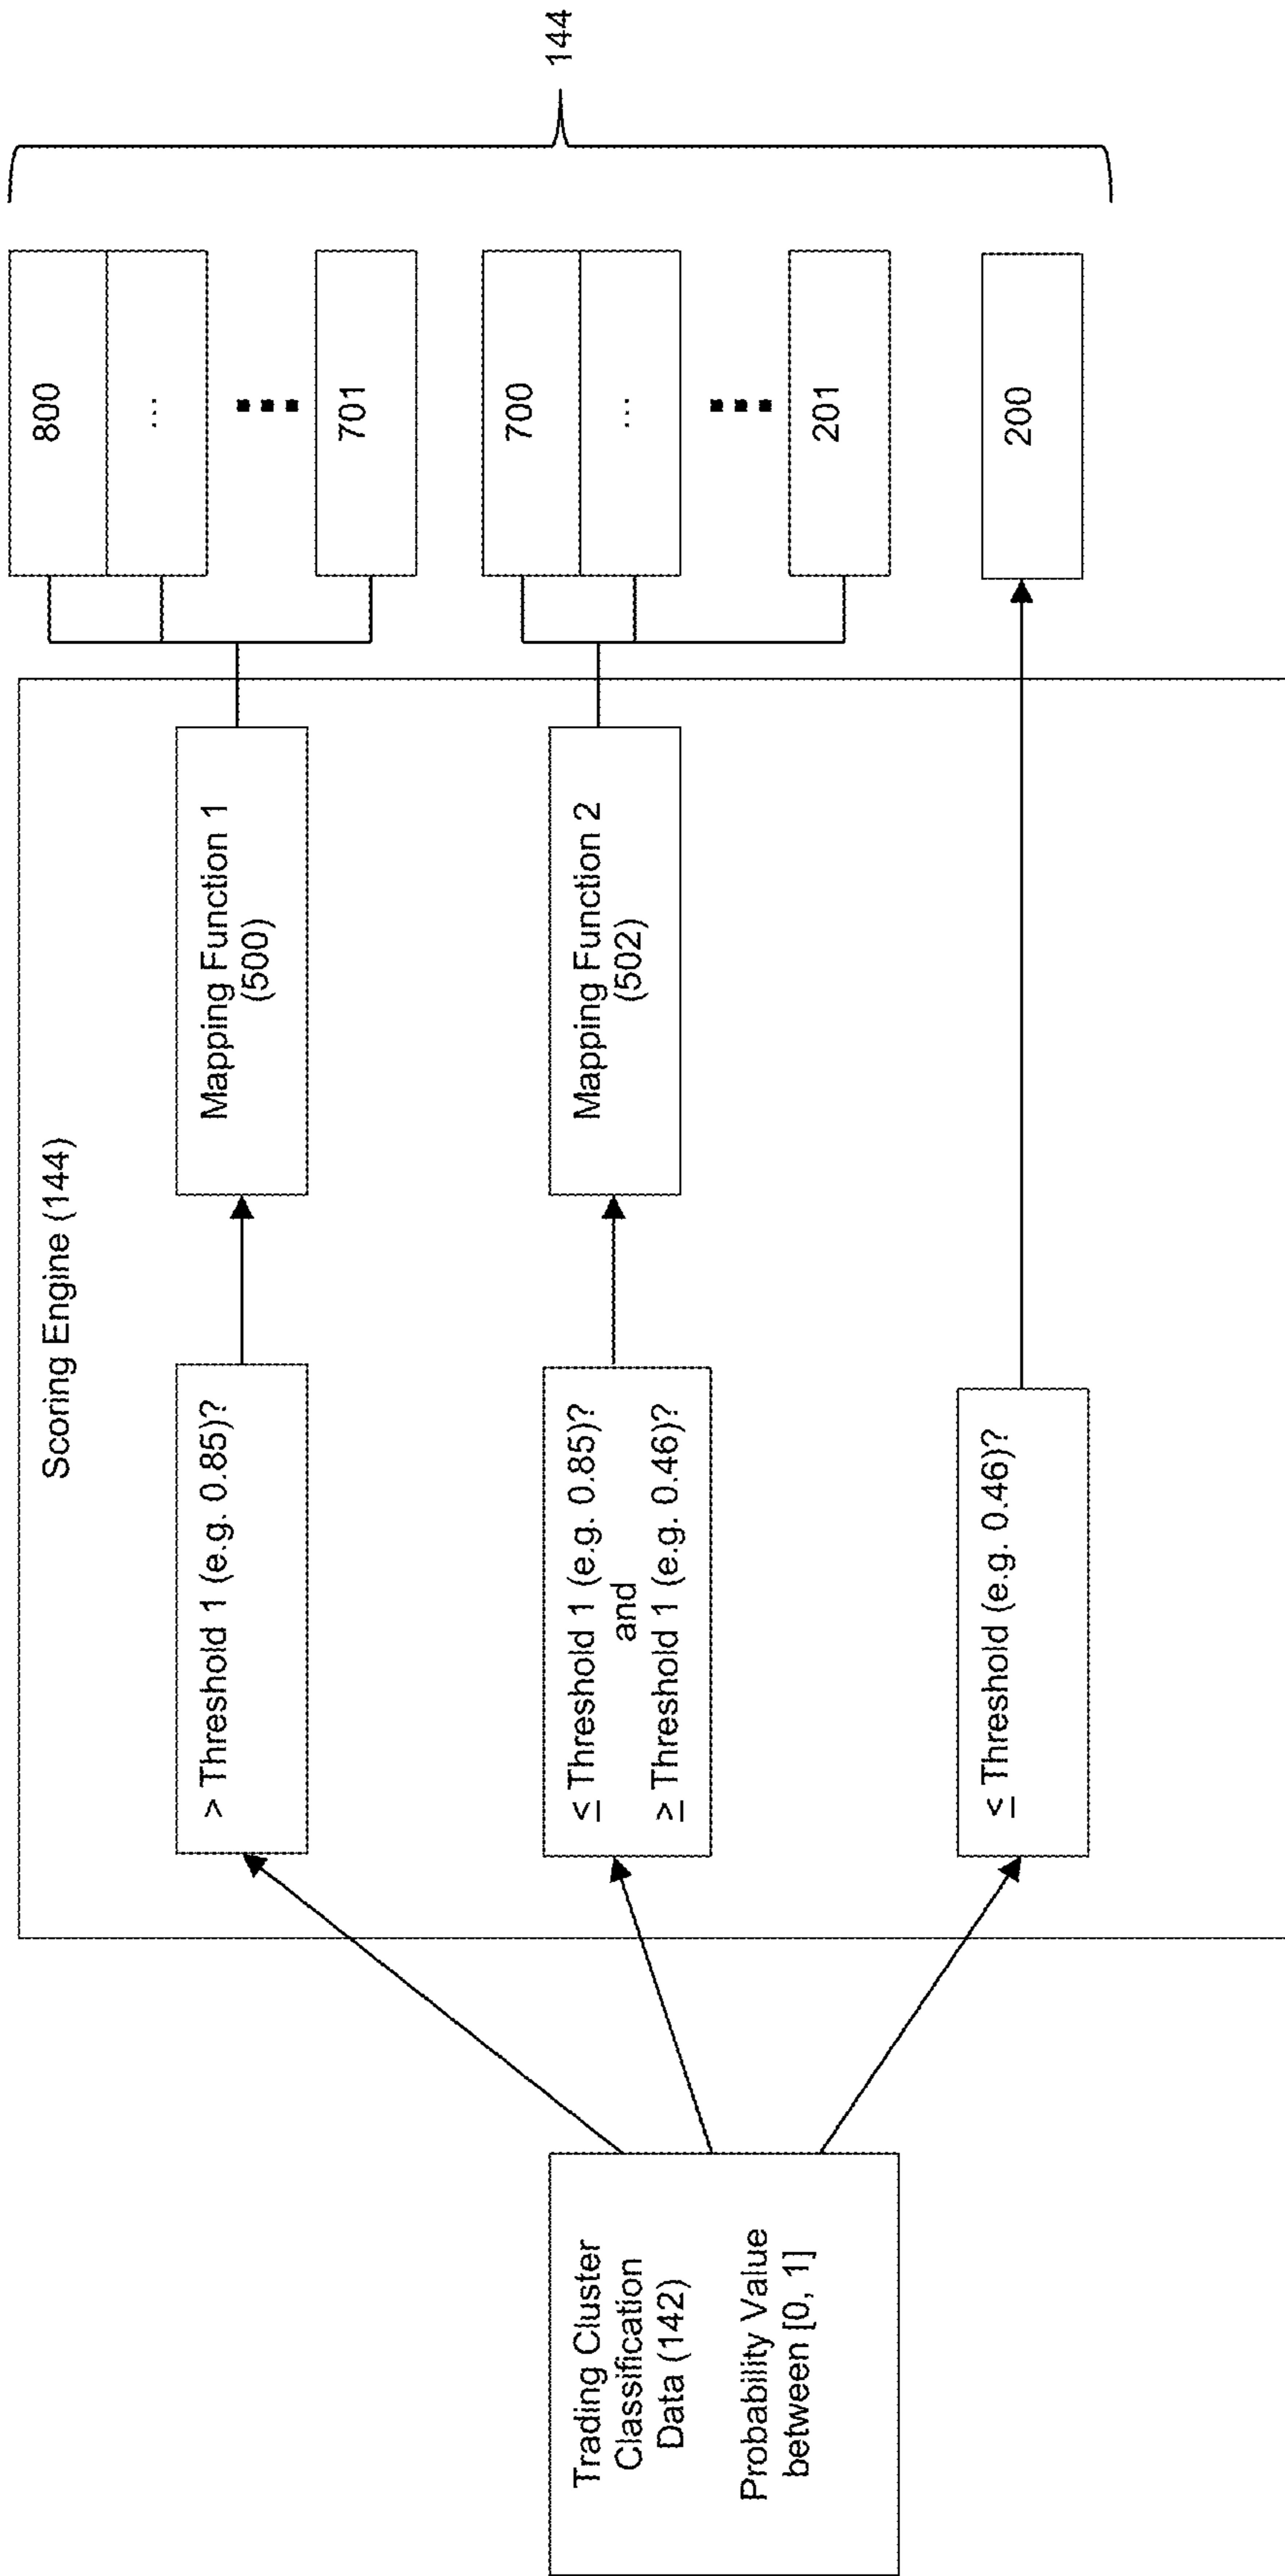 Trading Cluster
Classification
Data (142)
Probability Value
between [0, 1]
Scoring Engine (144)
> Threshold 1 (e.g. 0.85)?
Mapping Function 1
(500)
≤ Threshold 1 (e.g. 0.85)?
and
≥ Threshold 1 (e.g. 0.46)?
Mapping Function 2
(502)
≤ Threshold (e.g. 0.46)?
800
...
701
700
...
201
200
144